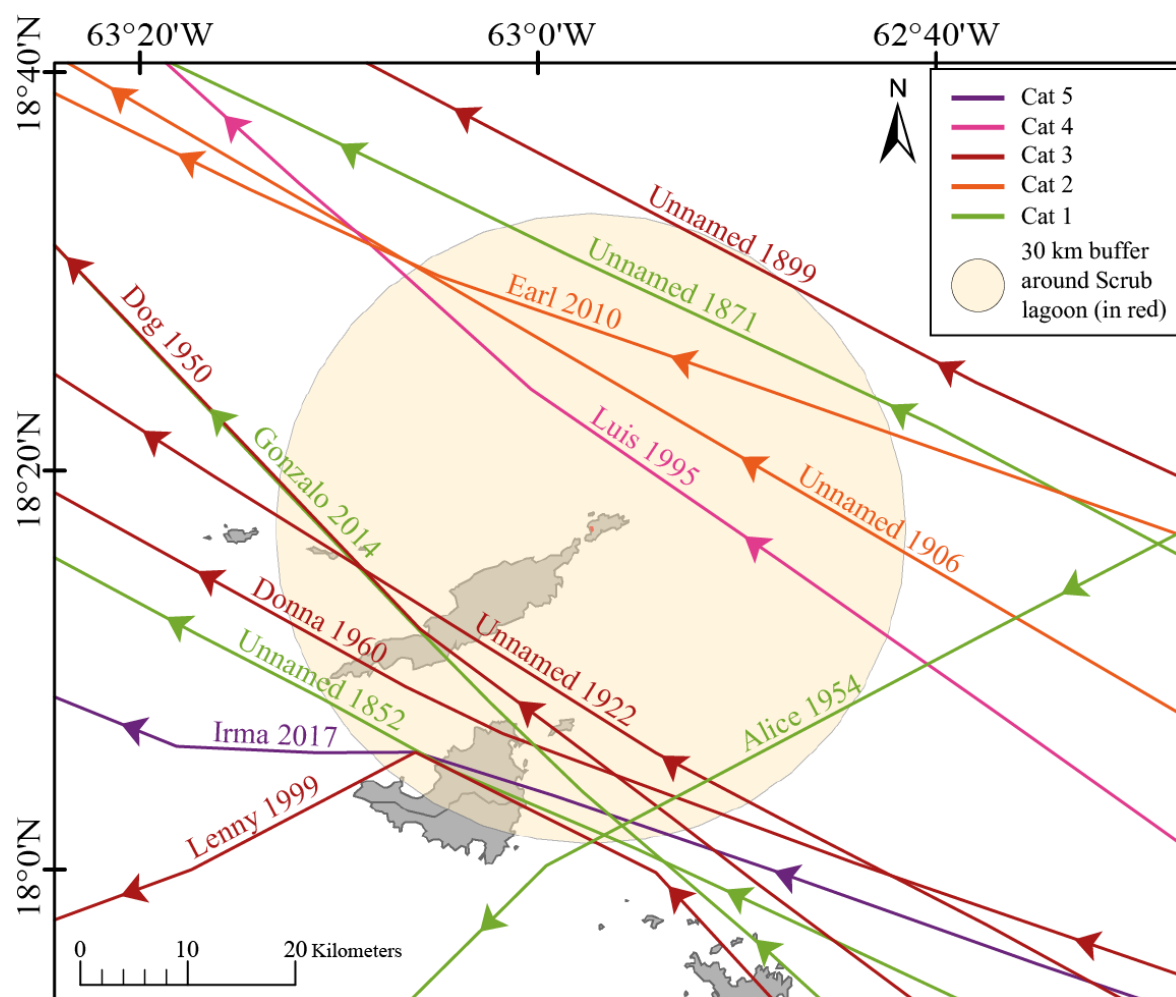 63°20'W
63°0'W
62°40'W
18°40'N
18°20'N
18°0'N
N
Cat 5
Cat 4
Cat 3
Cat 2
Cat 1
30 km buffer
around Scrub
lagoon (in red)
Unnamed 1899
Unnamed 1871
Earl 2010
Dog 1950
Luis 1995
Gonzalo 2014
Unnamed 1906
Donna 1960
Unnamed 1922
Unnamed 1852
Alice 1954
Irma 2017
Lenny 1999
0 10 20 Kilometers